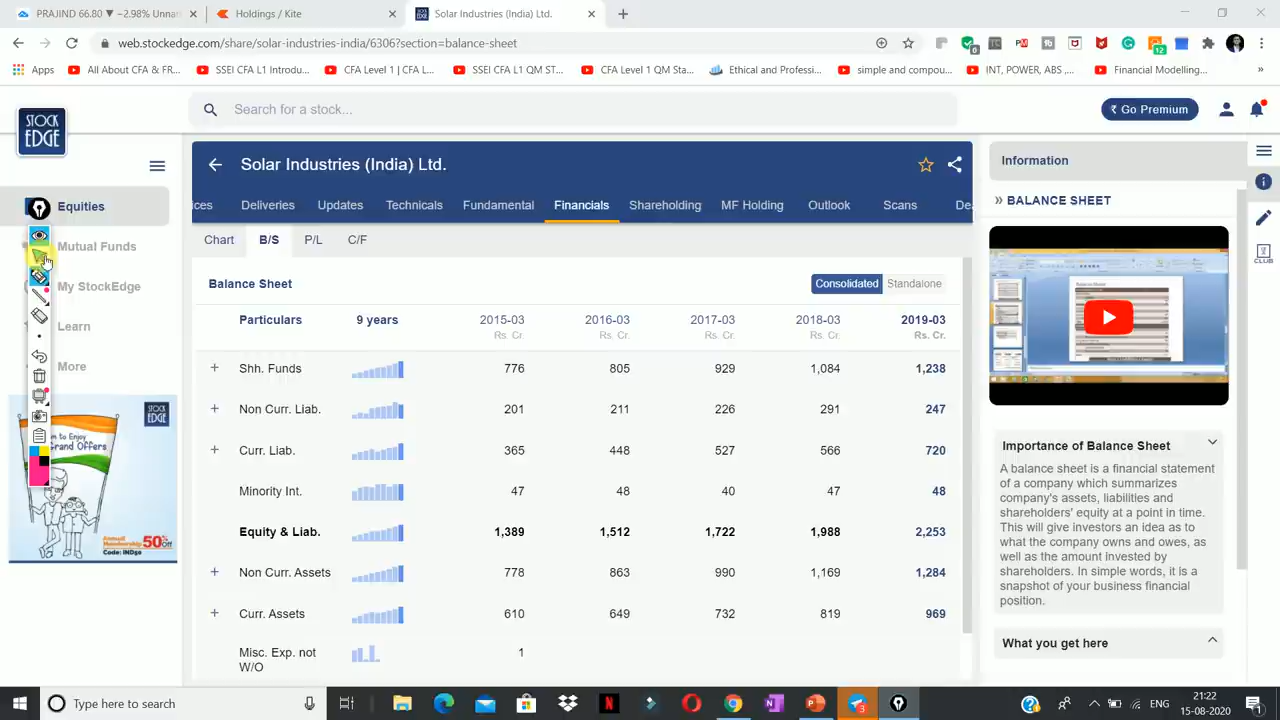 PRAJIND 66.80 ▼ −2.98% Unnat
Holdings / Kite
Solar Industries (India) Ltd.
web.stockedge.com/share/solar-industries-india/6306?section=balance-sheet
Apps
All About CFA & FR...
SSEI CFA L1 Introdu...
CFA Level 1 | CFA L...
SSEI CFA L1 QM ST...
CFA Level 1 QM Sta...
Ethical and Professi...
simple and compou...
INT, POWER, ABS ,...
Financial Modelling...
»
STOCK EDGE
Search for a stock...
₹ Go Premium
Equities
Mutual Funds
My StockEdge
Learn
More
STOCK EDGE
to Enjoy
rand Offers
Annual
Membership 50% Off
Code: IND50
Solar Industries (India) Ltd.
ices Deliveries Updates Technicals Fundamental Financials Shareholding MF Holding Outlook Scans Dea
Chart B/S P/L C/F
Balance Sheet Consolidated Standalone
Particulars 9 years 2015-03 2016-03 2017-03 2018-03 2019-03
Rs. Cr. Rs. Cr. Rs. Cr. Rs. Cr. Rs. Cr.
+ Shh. Funds 776 805 929 1,084 1,238
+ Non Curr. Liab. 201 211 226 291 247
+ Curr. Liab. 365 448 527 566 720
Minority Int. 47 48 40 47 48
Equity & Liab. 1,389 1,512 1,722 1,988 2,253
+ Non Curr. Assets 778 863 990 1,169 1,284
+ Curr. Assets 610 649 732 819 969
Misc. Exp. not 1
W/O
Information
» BALANCE SHEET
CLUB
Importance of Balance Sheet
A balance sheet is a financial statement
of a company which summarizes
company's assets, liabilities and
shareholders' equity at a point in time.
This will give investors an idea as to
what the company owns and owes, as
well as the amount invested by
shareholders. In simple words, it is a
snapshot of your business financial
position.
What you get here
Type here to search
ENG
21:22
15-08-2020